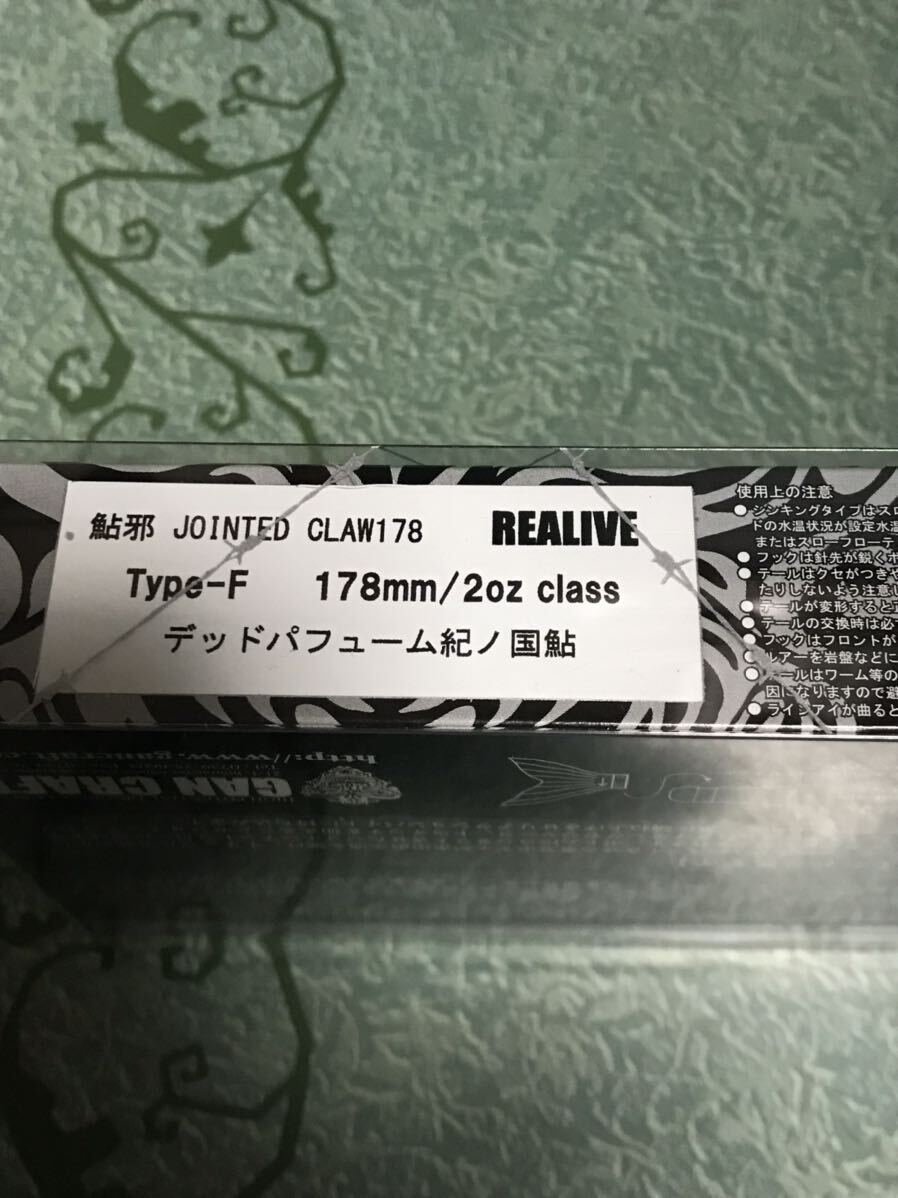 鮎邪 JOINTED CLAW178 REALIVE
Type-F 178mm/2oz class
デッドパフューム紀ノ国鮎
使用上の注意
●シンキングタイプはスロ
ドの水温状況が設定水温
またはスローフローテ
●フックは針先が鋭くボ
●テールはクセがつきや
たりしないよう注意し
●テールが変形すると正
●テールの交換時は必
●フックはフロントが
●ルアーを岩盤などに
●テールはワーム等の
因になりますので避
●ラインアイが曲ると
http://www.gancraft.co
GAN CRAFT